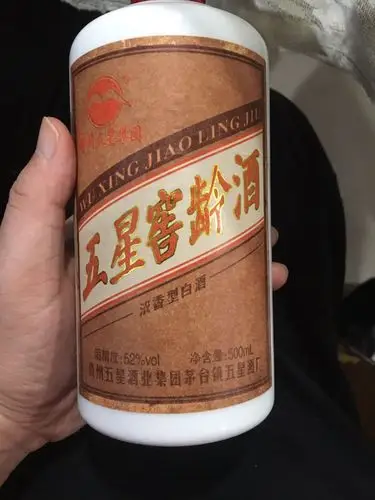 WU XING JIAO LING JIU
五星窖龄酒
浓香型白酒
酒精度:52%vol 净含量:500mL
贵州五星酒业集团茅台镇五星酒厂